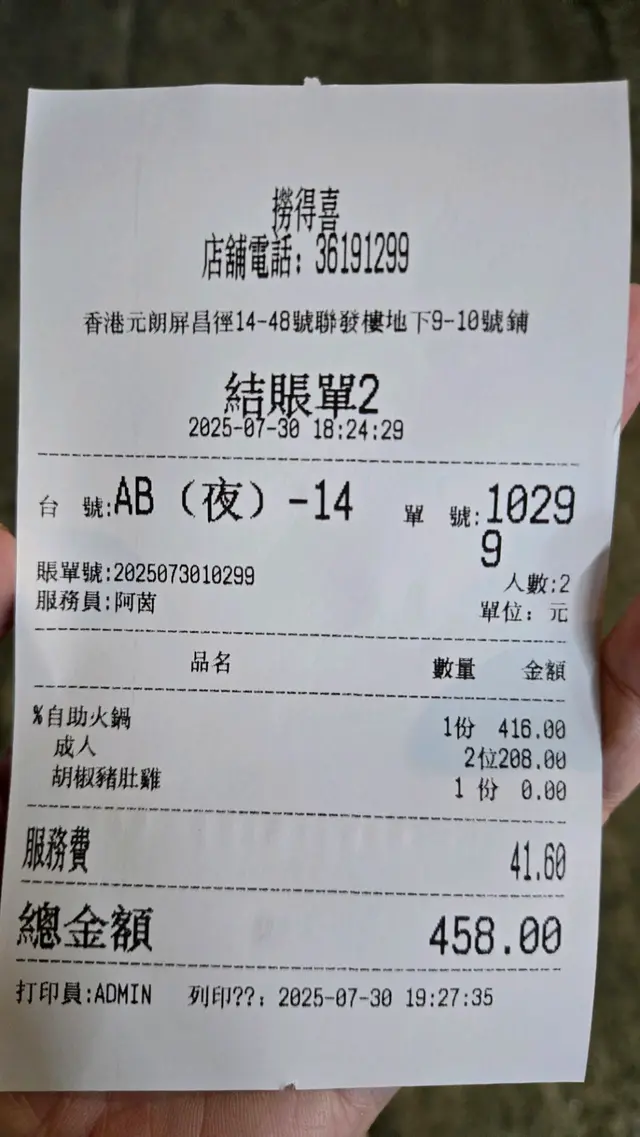 撈得喜
店舖電話: 36191299
香港元朗屏昌徑14-48號聯發樓地下9-10號鋪
結賬單2
2025-07-30 18:24:29
台 號:AB（夜）-14 單 號:1029
9
賬單號:2025073010299 人數:2
服務員:阿茵 單位: 元
品名 數量 金額
%自助火鍋 1份 416.00
成人 2位208.00
胡椒豬肚雞 1 份 0.00
服務費 41.60
總金額 458.00
打印員:ADMIN 列印??: 2025-07-30 19:27:35